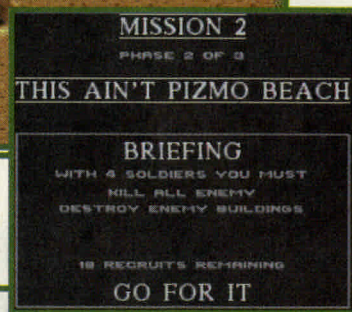 MISSION 2
PHASE 2 OF 3
THIS AIN'T PIZMO BEACH
BRIEFING
WITH 4 SOLDIERS YOU MUST
KILL ALL ENEMY
DESTROY ENEMY BUILDINGS
18 RECRUITS REMAINING
GO FOR IT